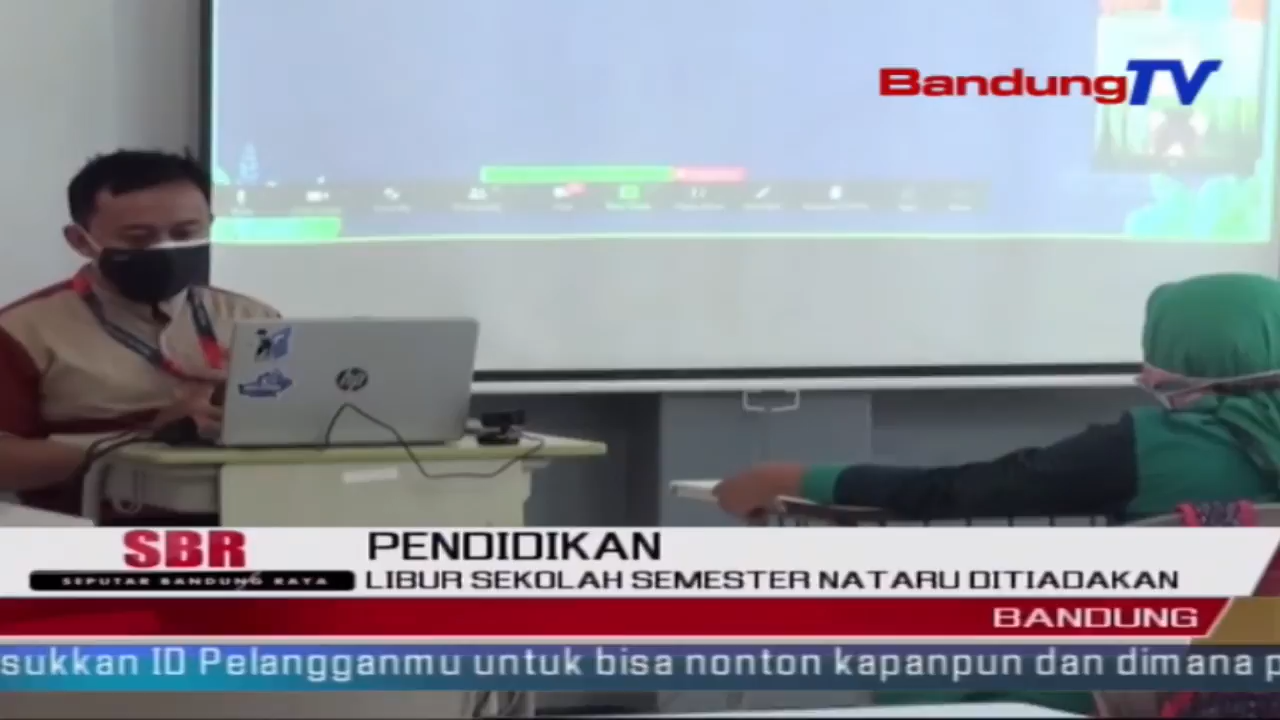 BandungTV
hp
SBR
SEPUTAR BANDUNG RAYA
PENDIDIKAN
LIBUR SEKOLAH SEMESTER NATARU DITIADAKAN
BANDUNG
sukkan ID Pelangganmu untuk bisa nonton kapanpun dan dimana p